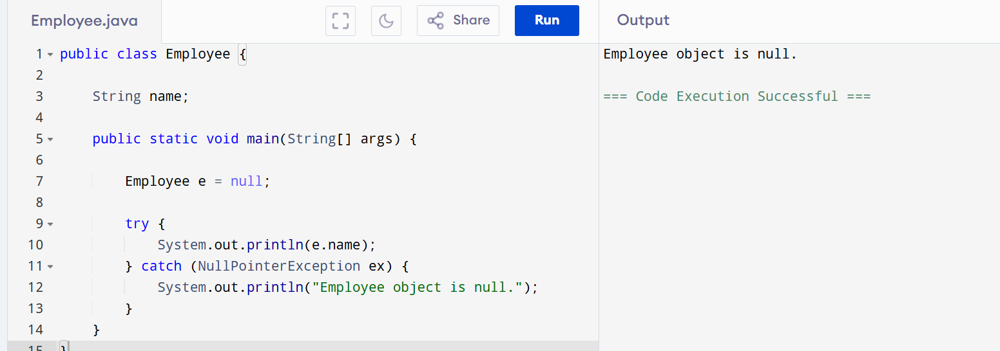 Employee.java
Share
Run
Output
1 public class Employee {
2
3 String name;
4
5 public static void main(String[] args) {
6
7 Employee e = null;
8
9 try {
10 System.out.println(e.name);
11 } catch (NullPointerException ex) {
12 System.out.println("Employee object is null.");
13 }
14 }
15 }
Employee object is null.
=== Code Execution Successful ===